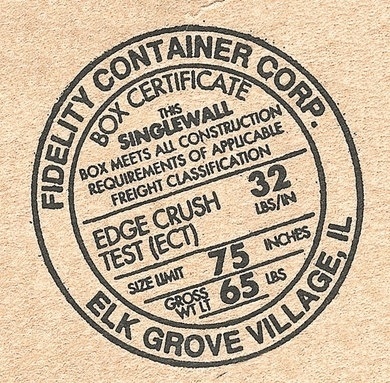 FIDELITY CONTAINER CORP.
BOX CERTIFICATE
THIS
SINGLEWALL
BOX MEETS ALL CONSTRUCTION
REQUIREMENTS OF APPLICABLE
FREIGHT CLASSIFICATION
EDGE CRUSH
TEST (ECT)
32
LBS/IN
SIZE LIMIT 75 INCHES
GROSS
WT LT 65 LBS
ELK GROVE VILLAGE, IL